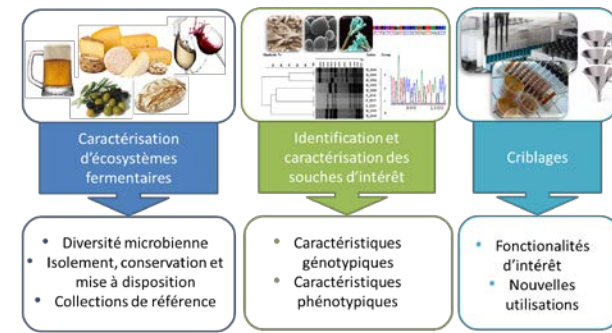 Caractérisation
d'écosystèmes
fermentaires
Identification et
caractérisation des
souches d'intérêt
Criblages
• Diversité microbienne
• Isolement, conservation et
mise à disposition
• Collections de référence
• Caractéristiques
génotypiques
• Caractéristiques
phénotypiques
• Fonctionalités
d'intérêt
• Nouvelles
utilisations